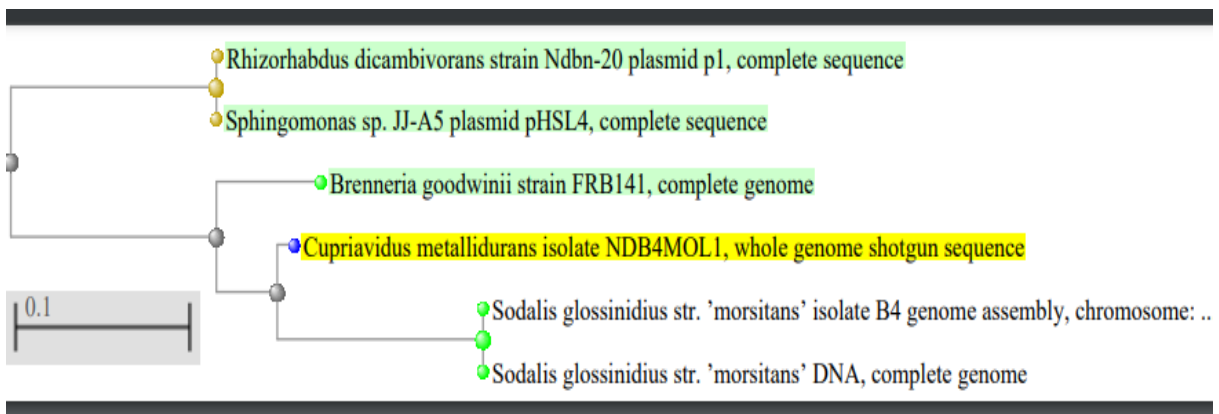 Rhizorhabdus dicambivorans strain Ndbn-20 plasmid p1, complete sequence
Sphingomonas sp. JJ-A5 plasmid pHSL4, complete sequence
Brenneria goodwinii strain FRB141, complete genome
Cupriavidus metallidurans isolate NDB4MOL1, whole genome shotgun sequence
0.1
Sodalis glossinidius str. 'morsitans' isolate B4 genome assembly, chromosome: ...
Sodalis glossinidius str. 'morsitans' DNA, complete genome